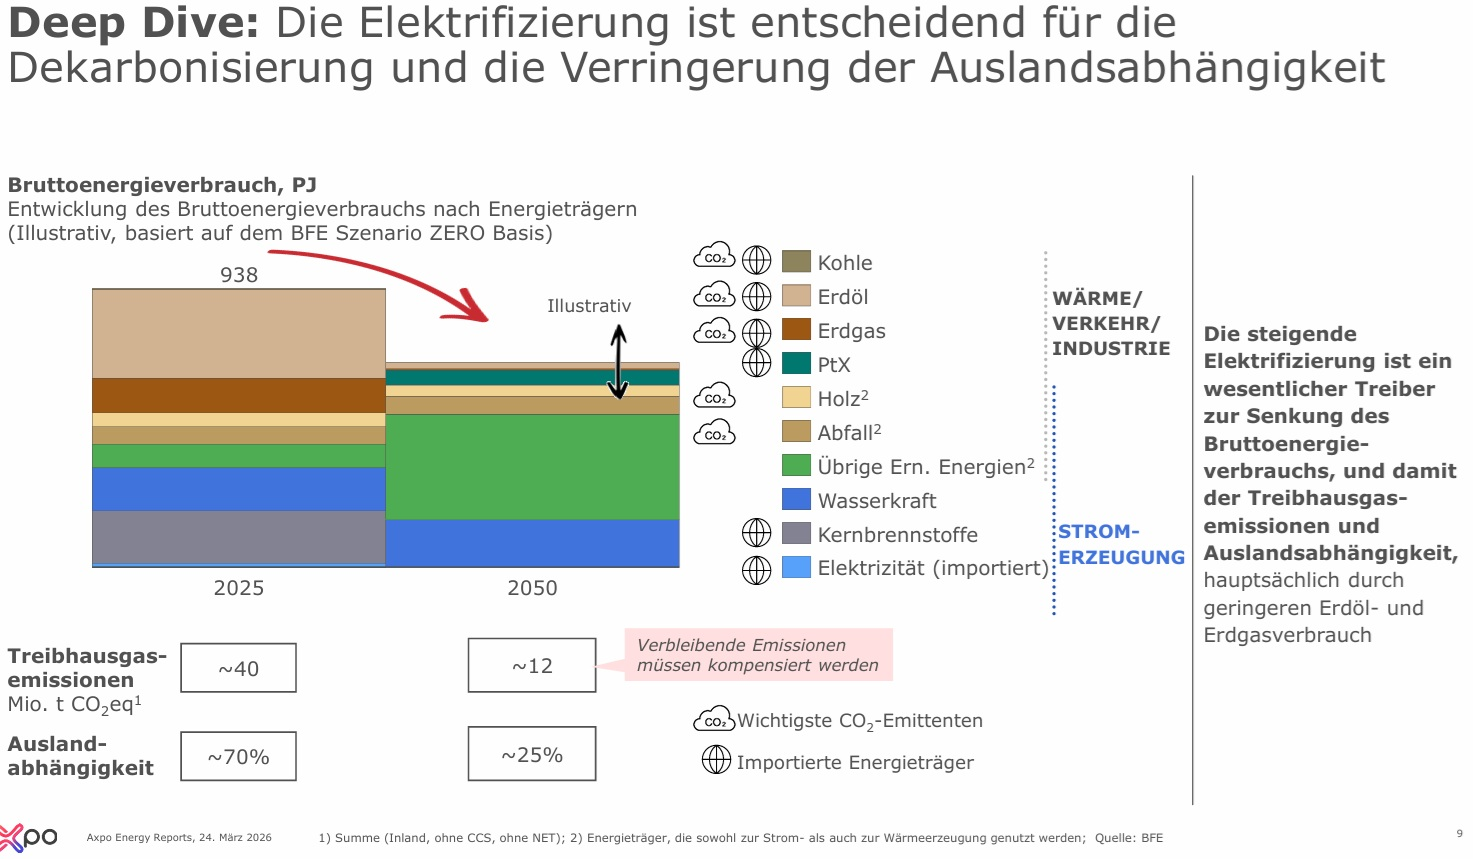 Deep Dive: Die Elektrifizierung ist entscheidend für die
Dekarbonisierung und die Verringerung der Auslandsabhängigkeit
Bruttoenergieverbrauch, PJ
Entwicklung des Bruttoenergieverbrauchs nach Energieträgern
(Illustrativ, basiert auf dem BFE Szenario ZERO Basis)
938
Illustrativ
2025
2050
CO₂ Kohle
CO₂ Erdöl
CO₂ Erdgas
PtX
CO₂ Holz²
CO₂ Abfall²
Übrige Ern. Energien²
Wasserkraft
Kernbrennstoffe
Elektrizität (importiert)
WÄRME/
VERKEHR/
INDUSTRIE
STROM-
ERZEUGUNG
Die steigende
Elektrifizierung ist ein
wesentlicher Treiber
zur Senkung des
Bruttoenergie-
verbrauchs, und damit
der Treibhausgas-
emissionen und
Auslandsabhängigkeit,
hauptsächlich durch
geringeren Erdöl- und
Erdgasverbrauch
Treibhausgas-
emissionen
Mio. t CO₂eq¹
~40
~12
Verbleibende Emissionen
müssen kompensiert werden
Ausland-
abhängigkeit
~70%
~25%
CO₂ Wichtigste CO₂-Emittenten
Importierte Energieträger
xpo
Axpo Energy Reports, 24. März 2026
1) Summe (Inland, ohne CCS, ohne NET); 2) Energieträger, die sowohl zur Strom- als auch zur Wärmeerzeugung genutzt werden; Quelle: BFE
9